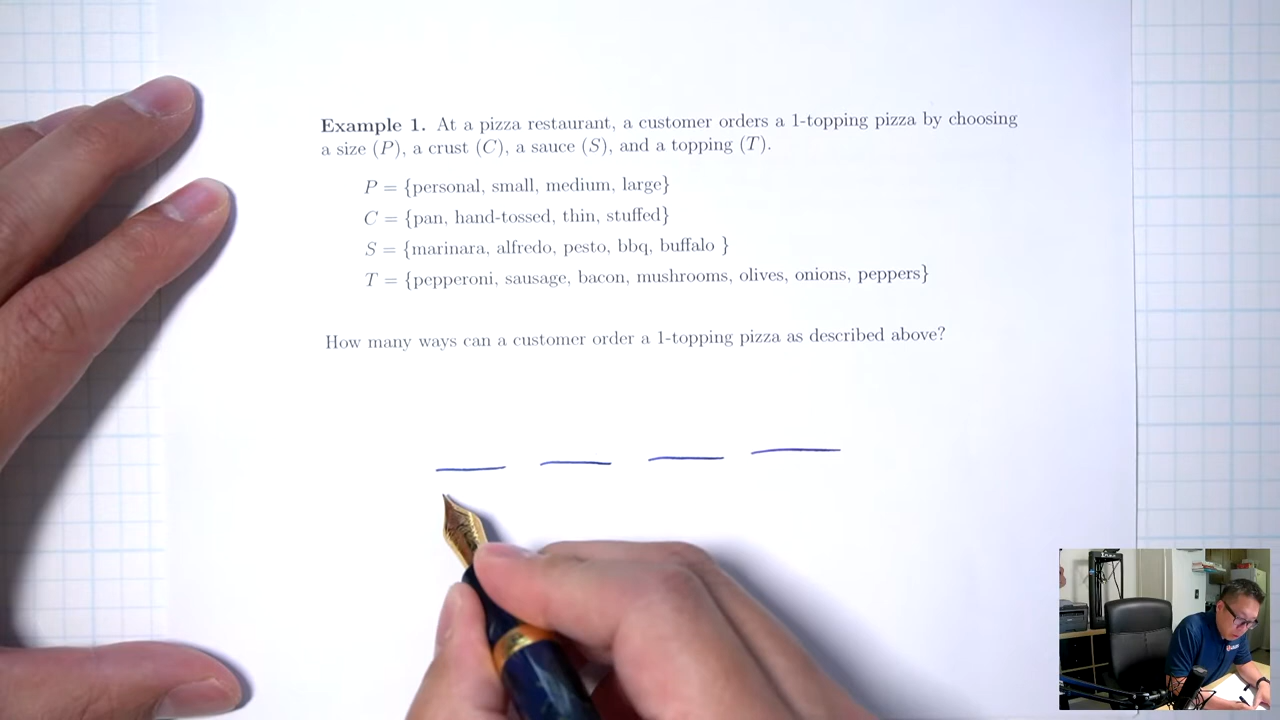 Example 1. At a pizza restaurant, a customer orders a 1-topping pizza by choosing
a size (P), a crust (C), a sauce (S), and a topping (T).
P = {personal, small, medium, large}
C = {pan, hand-tossed, thin, stuffed}
S = {marinara, alfredo, pesto, bbq, buffalo }
T = {pepperoni, sausage, bacon, mushrooms, olives, onions, peppers}
How many ways can a customer order a 1-topping pizza as described above?